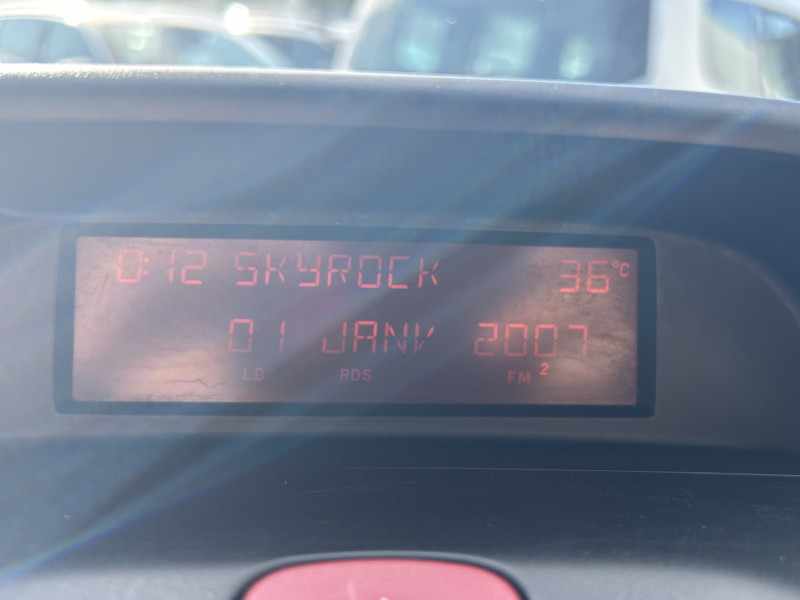 0:12 SKYROCK 36°C
01 JANV 2007
LD RDS FM 2